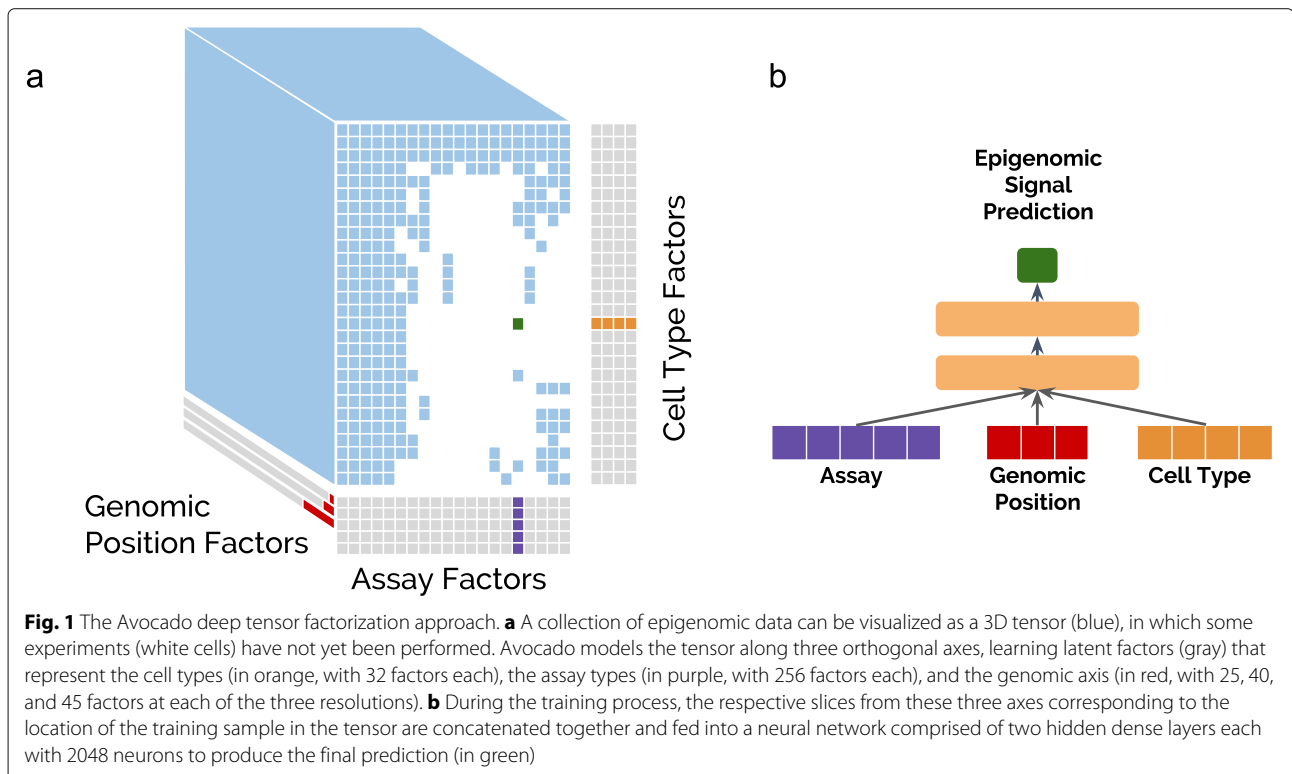 a
Cell Type Factors
Genomic
Position Factors
Assay Factors
b
Epigenomic
Signal
Prediction
Assay
Genomic
Position
Cell Type
Fig. 1 The Avocado deep tensor factorization approach. a A collection of epigenomic data can be visualized as a 3D tensor (blue), in which some
experiments (white cells) have not yet been performed. Avocado models the tensor along three orthogonal axes, learning latent factors (gray) that
represent the cell types (in orange, with 32 factors each), the assay types (in purple, with 256 factors each), and the genomic axis (in red, with 25, 40,
and 45 factors at each of the three resolutions). b During the training process, the respective slices from these three axes corresponding to the
location of the training sample in the tensor are concatenated together and fed into a neural network comprised of two hidden dense layers each
with 2048 neurons to produce the final prediction (in green)